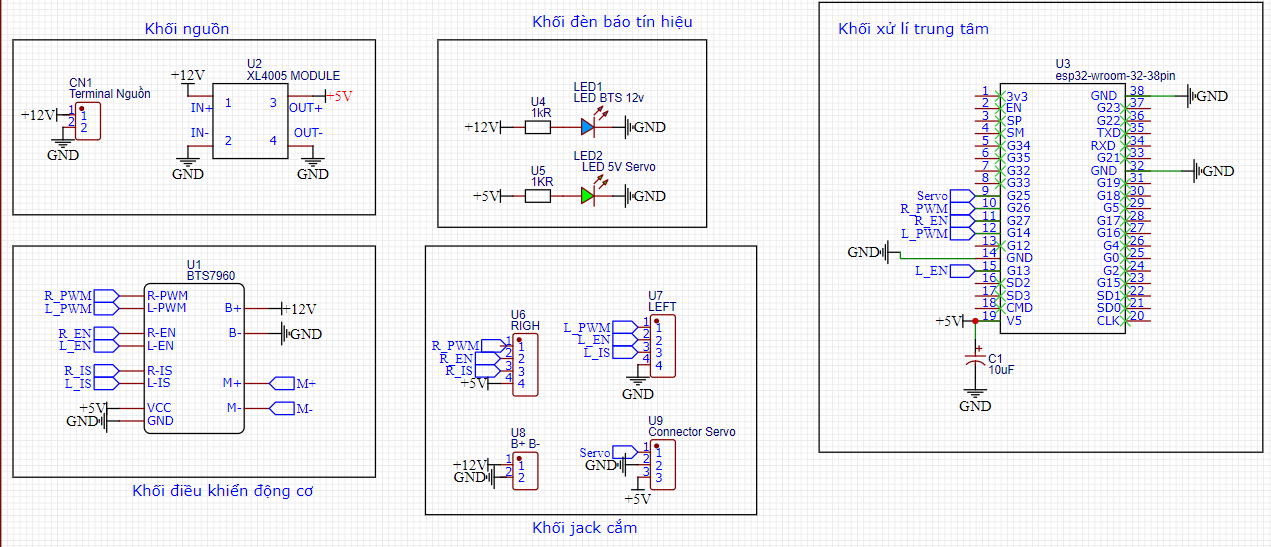 Khối nguồn
CN1
Terminal Nguồn
+12V
1
2
1
2
GND
U2
XL4005 MODULE
+12V
IN+
1
3
OUT+
+5V
IN-
2
4
OUT-
GND
GND
Khối đèn báo tín hiệu
LED1
LED BTS 12v
U4
1kR
+12V
GND
LED2
LED 5V Servo
U5
1KR
+5V
GND
Khối xử lí trung tâm
U3
esp32-wroom-32-38pin
1 3v3 GND 38 GND
2 EN G23 37
3 SP G22 36
4 SM TXD 35
5 G34 RXD 34
6 G35 G21 33
7 G32 GND 32 GND
8 G33 G19 31
Servo 9 G25 G18 30
R_PWM 10 G26 G5 29
R_EN 11 G27 G17 28
L_PWM 12 G14 G16 27
13 G12 G4 26
GND 14 GND G0 25
L_EN 15 G13 G2 24
16 SD2 G15 23
17 SD3 SD1 22
18 CMD SD0 21
+5V 19 V5 CLK 20
+
C1
10uF
GND
U1
BTS7960
R_PWM R-PWM
L_PWM L-PWM B+ +12V
R_EN R-EN B- GND
L_EN L-EN
R_IS R-IS
L_IS L-IS M+ M+
+5V VCC M- M-
GND GND
Khối điều khiển động cơ
U6
RIGH
R_PWM 1 1
R_EN 2 2
R_IS 3 3
+5V 4 4
U7
LEFT
L_PWM 1 1
L_EN 2 2
L_IS 3 3
4 4
GND
U8
B+ B-
+12V 1 1
GND 2 2
U9
Connector Servo
Servo 1 1
GND 2 2
3 3
+5V
Khối jack cắm